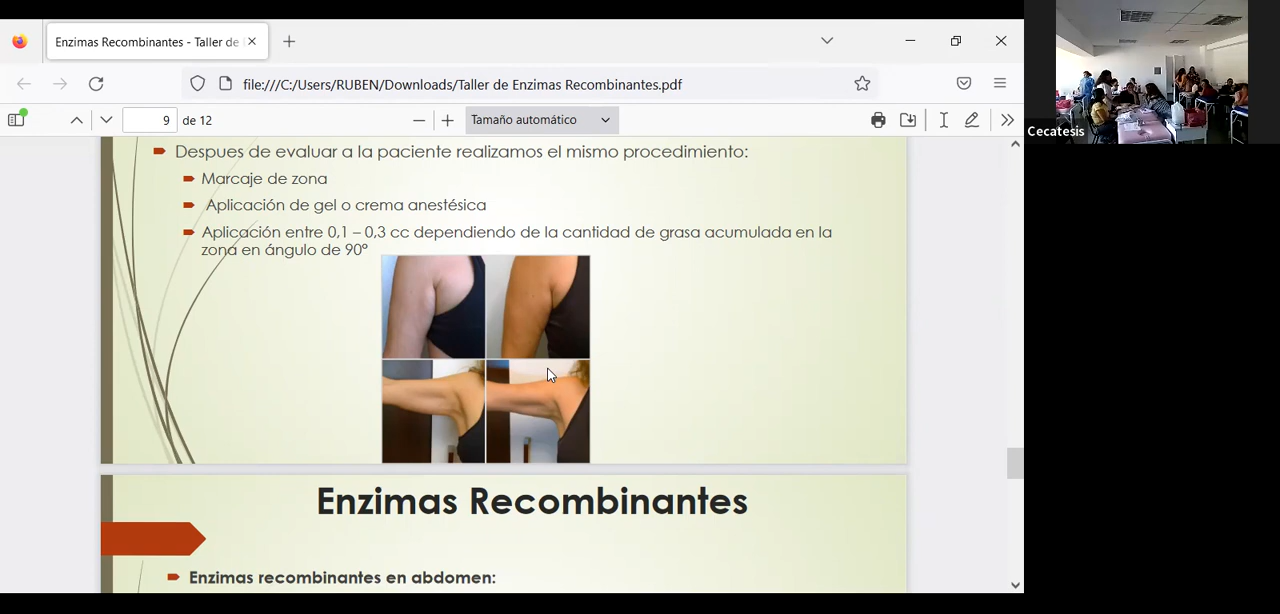 Enzimas Recombinantes - Taller de
file:///C:/Users/RUBEN/Downloads/Taller de Enzimas Recombinantes.pdf
9 de 12
Tamaño automático
Cecatesis
Despues de evaluar a la paciente realizamos el mismo procedimiento:
Marcaje de zona
Aplicación de gel o crema anestésica
Aplicación entre 0,1 – 0,3 cc dependiendo de la cantidad de grasa acumulada en la
zona en ángulo de 90°
Enzimas Recombinantes
Enzimas recombinantes en abdomen: